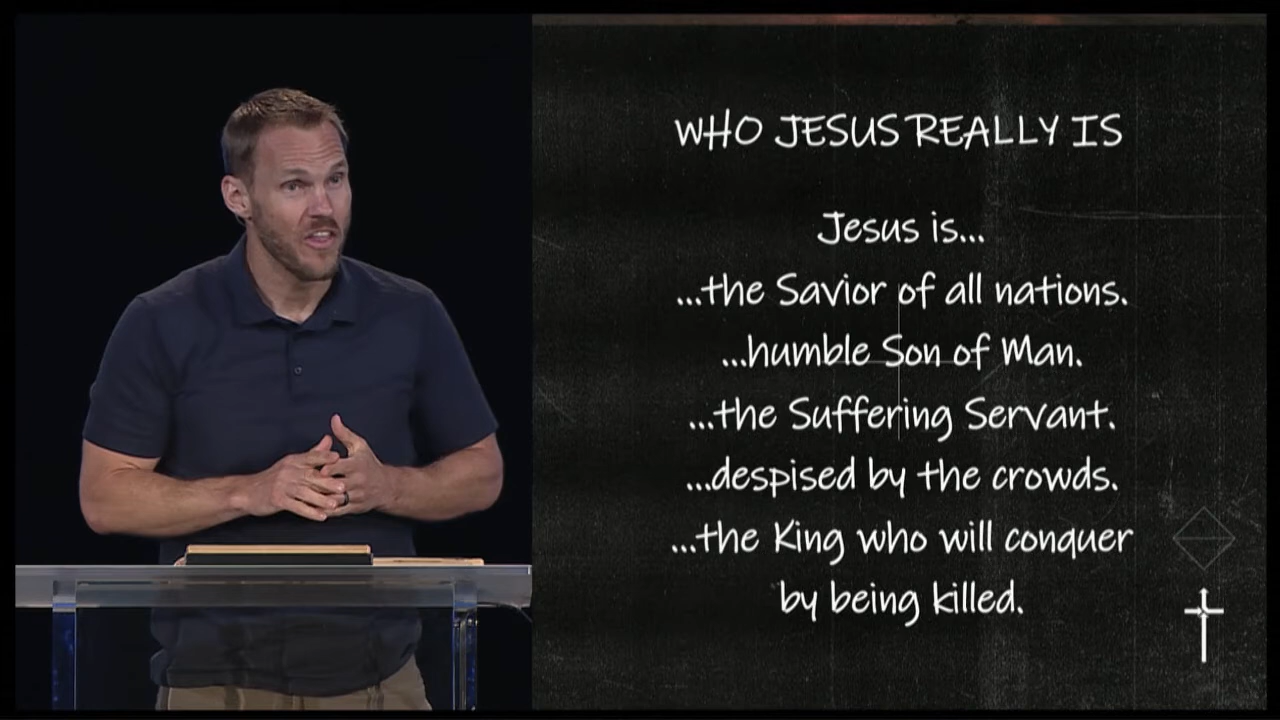 WHO JESUS REALLY IS
Jesus is...
...the Savior of all nations.
...humble Son of Man.
...the Suffering Servant.
...despised by the crowds.
...the King who will conquer
by being killed.